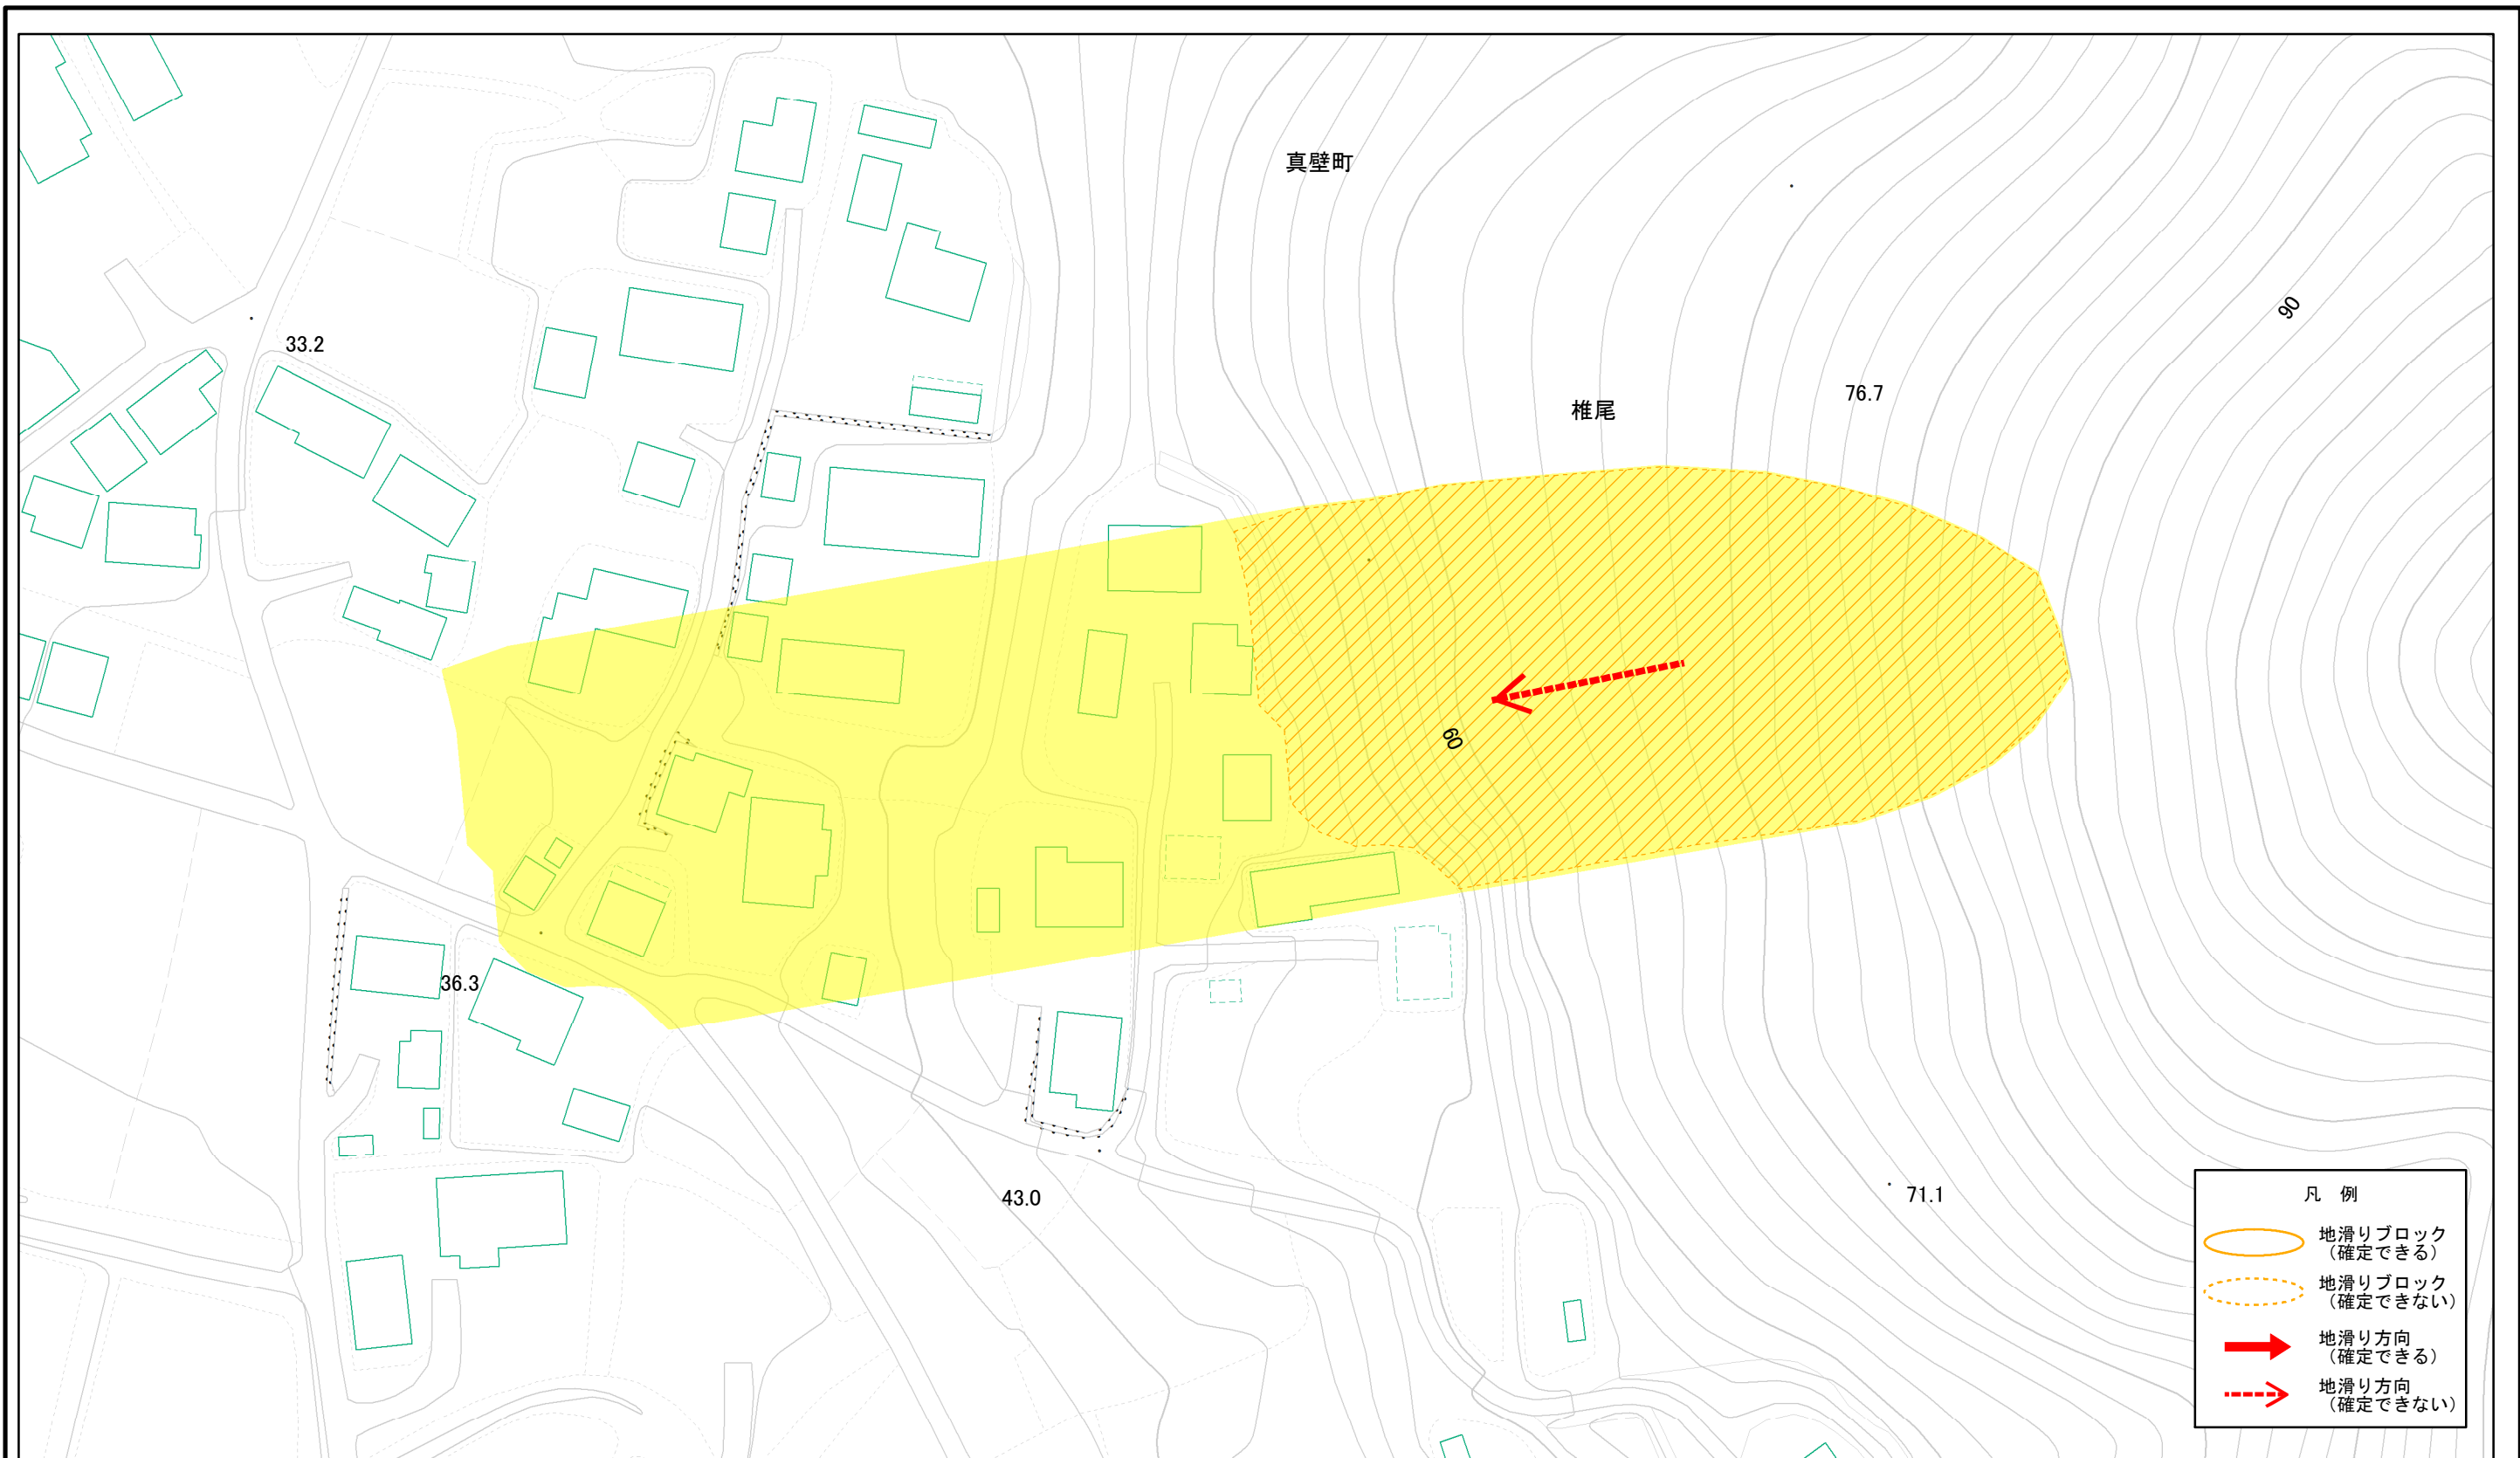 真壁町
90
33.2
76.7
椎尾
60
36.3
43.0
71.1
凡 例
地滑りブロック
(確定できる)
地滑りブロック
(確定できない)
地滑り方向
(確定できる)
地滑り方向
(確定できない)